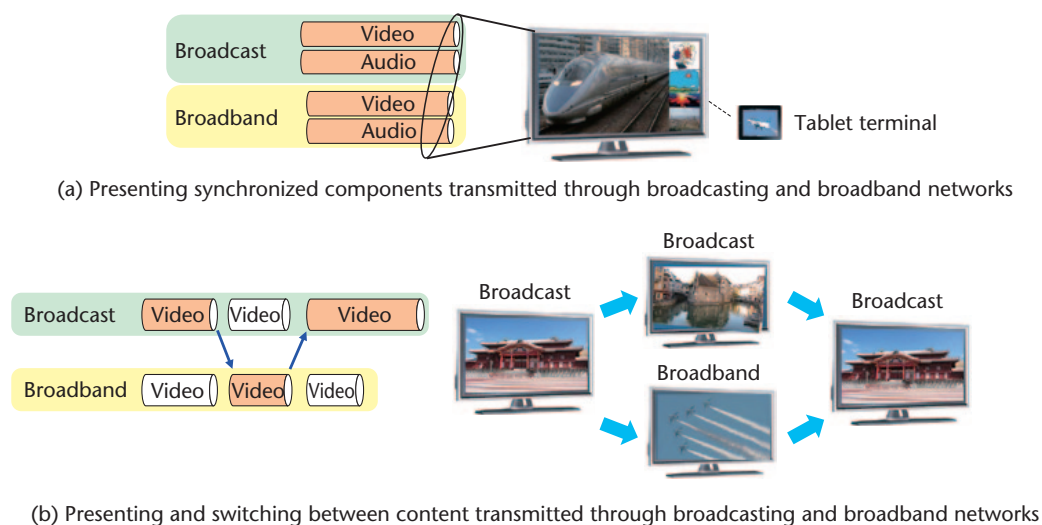 Broadcast
Video
Audio
Broadband
Video
Audio
Tablet terminal
(a) Presenting synchronized components transmitted through broadcasting and broadband networks
Broadcast
Video
Video
Video
Broadband
Video
Video
Video
Broadcast
Broadcast
Broadband
Broadcast
(b) Presenting and switching between content transmitted through broadcasting and broadband networks